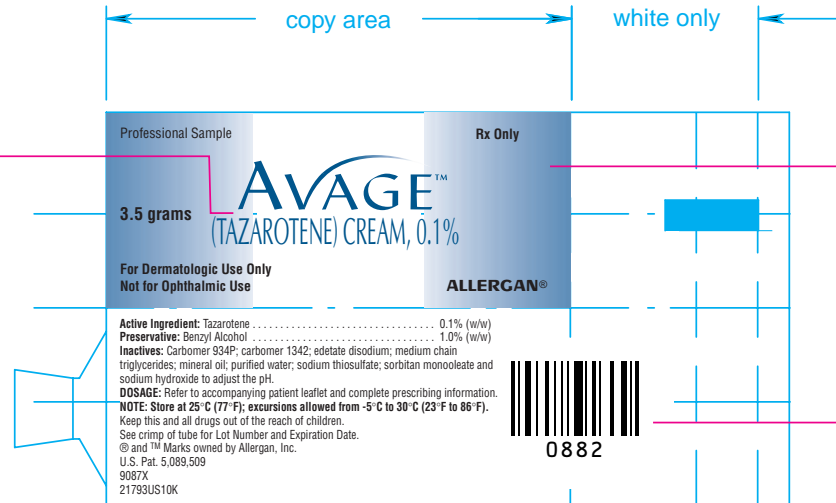 copy area
white only
Professional Sample
Rx Only
AVAGE™
3.5 grams
(TAZAROTENE) CREAM, 0.1%
For Dermatologic Use Only
Not for Ophthalmic Use
ALLERGAN®
Active Ingredient: Tazarotene . . . . . . . . . . . . . . . . . . . . . . . . . . . . . . . . . 0.1% (w/w)
Preservative: Benzyl Alcohol . . . . . . . . . . . . . . . . . . . . . . . . . . . . . . . . . 1.0% (w/w)
Inactives: Carbomer 934P; carbomer 1342; edetate disodium; medium chain
triglycerides; mineral oil; purified water; sodium thiosulfate; sorbitan monooleate and
sodium hydroxide to adjust the pH.
DOSAGE: Refer to accompanying patient leaflet and complete prescribing information.
NOTE: Store at 25°C (77°F); excursions allowed from -5°C to 30°C (23°F to 86°F).
Keep this and all drugs out of the reach of children.
See crimp of tube for Lot Number and Expiration Date.
® and TM Marks owned by Allergan, Inc.
U.S. Pat. 5,089,509
9087X
21793US10K
0882